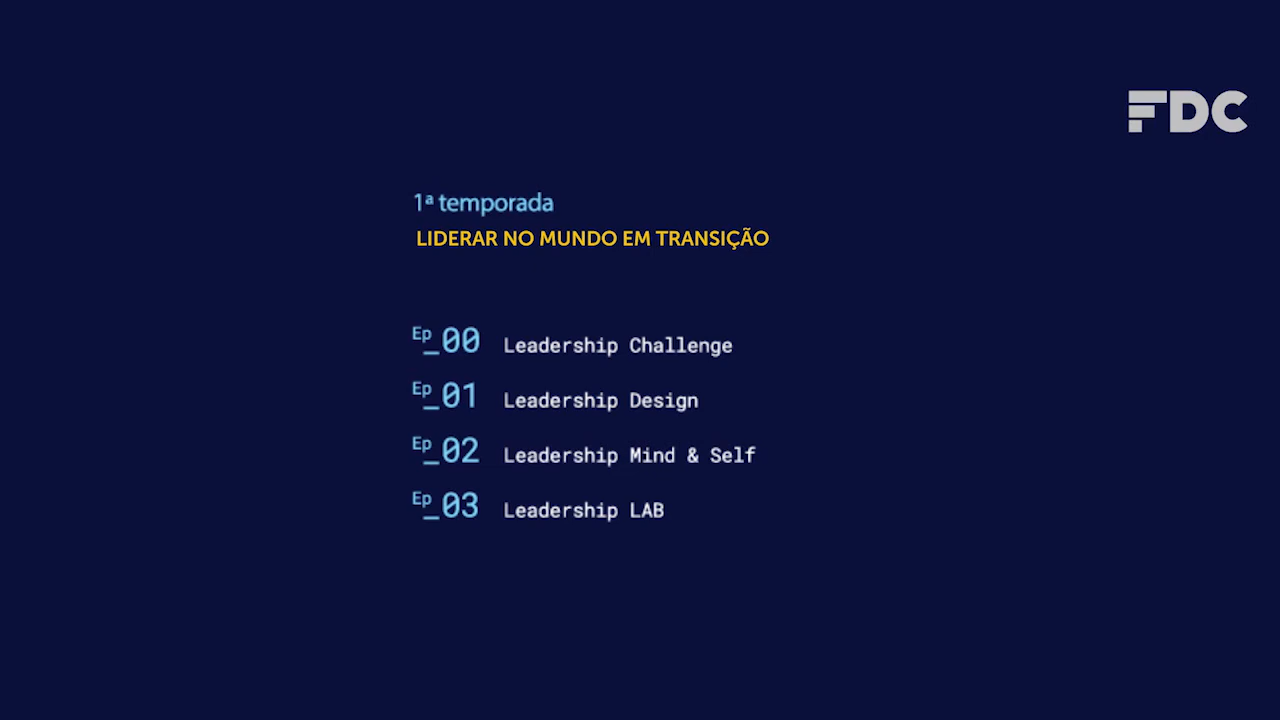 FDC
1ª temporada
LIDERAR NO MUNDO EM TRANSIÇÃO
Ep_00 Leadership Challenge
Ep_01 Leadership Design
Ep_02 Leadership Mind & Self
Ep_03 Leadership LAB